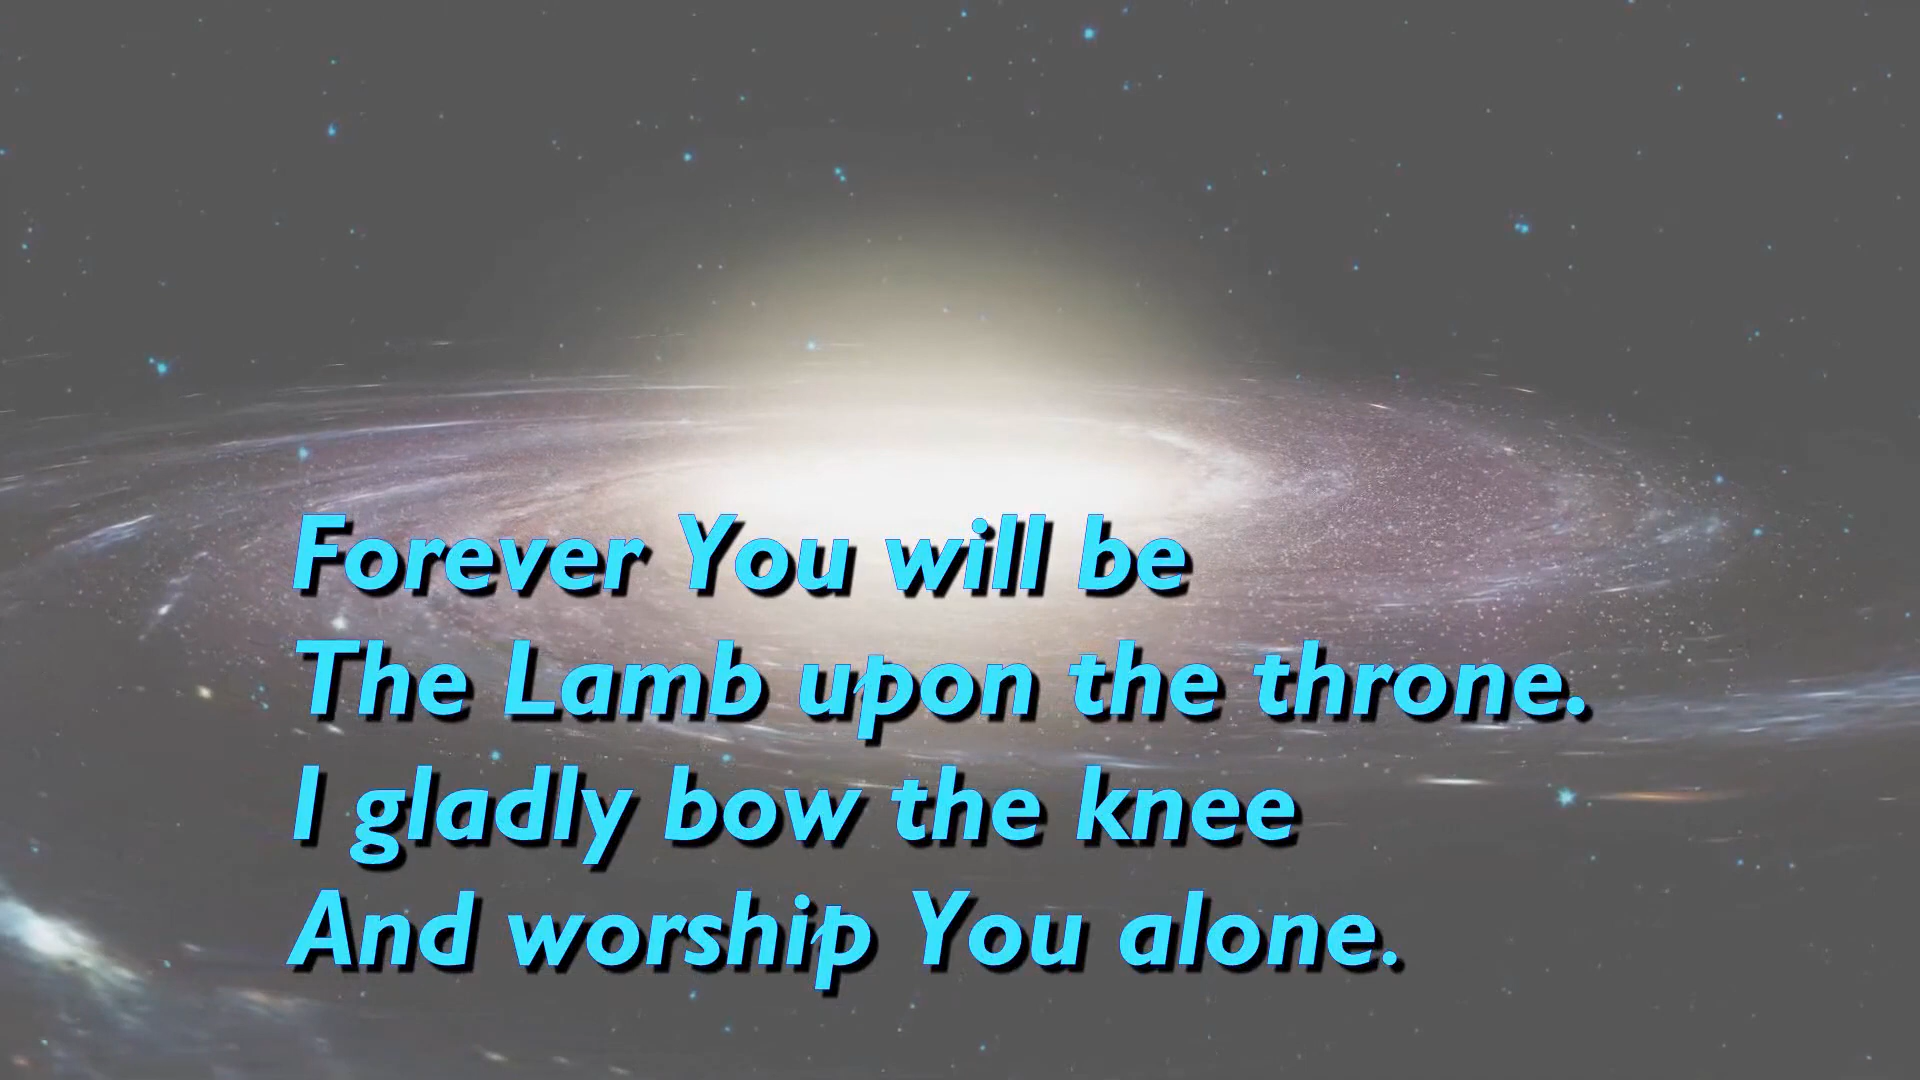 Forever You will be
The Lamb upon the throne.
I gladly bow the knee
And worship You alone.